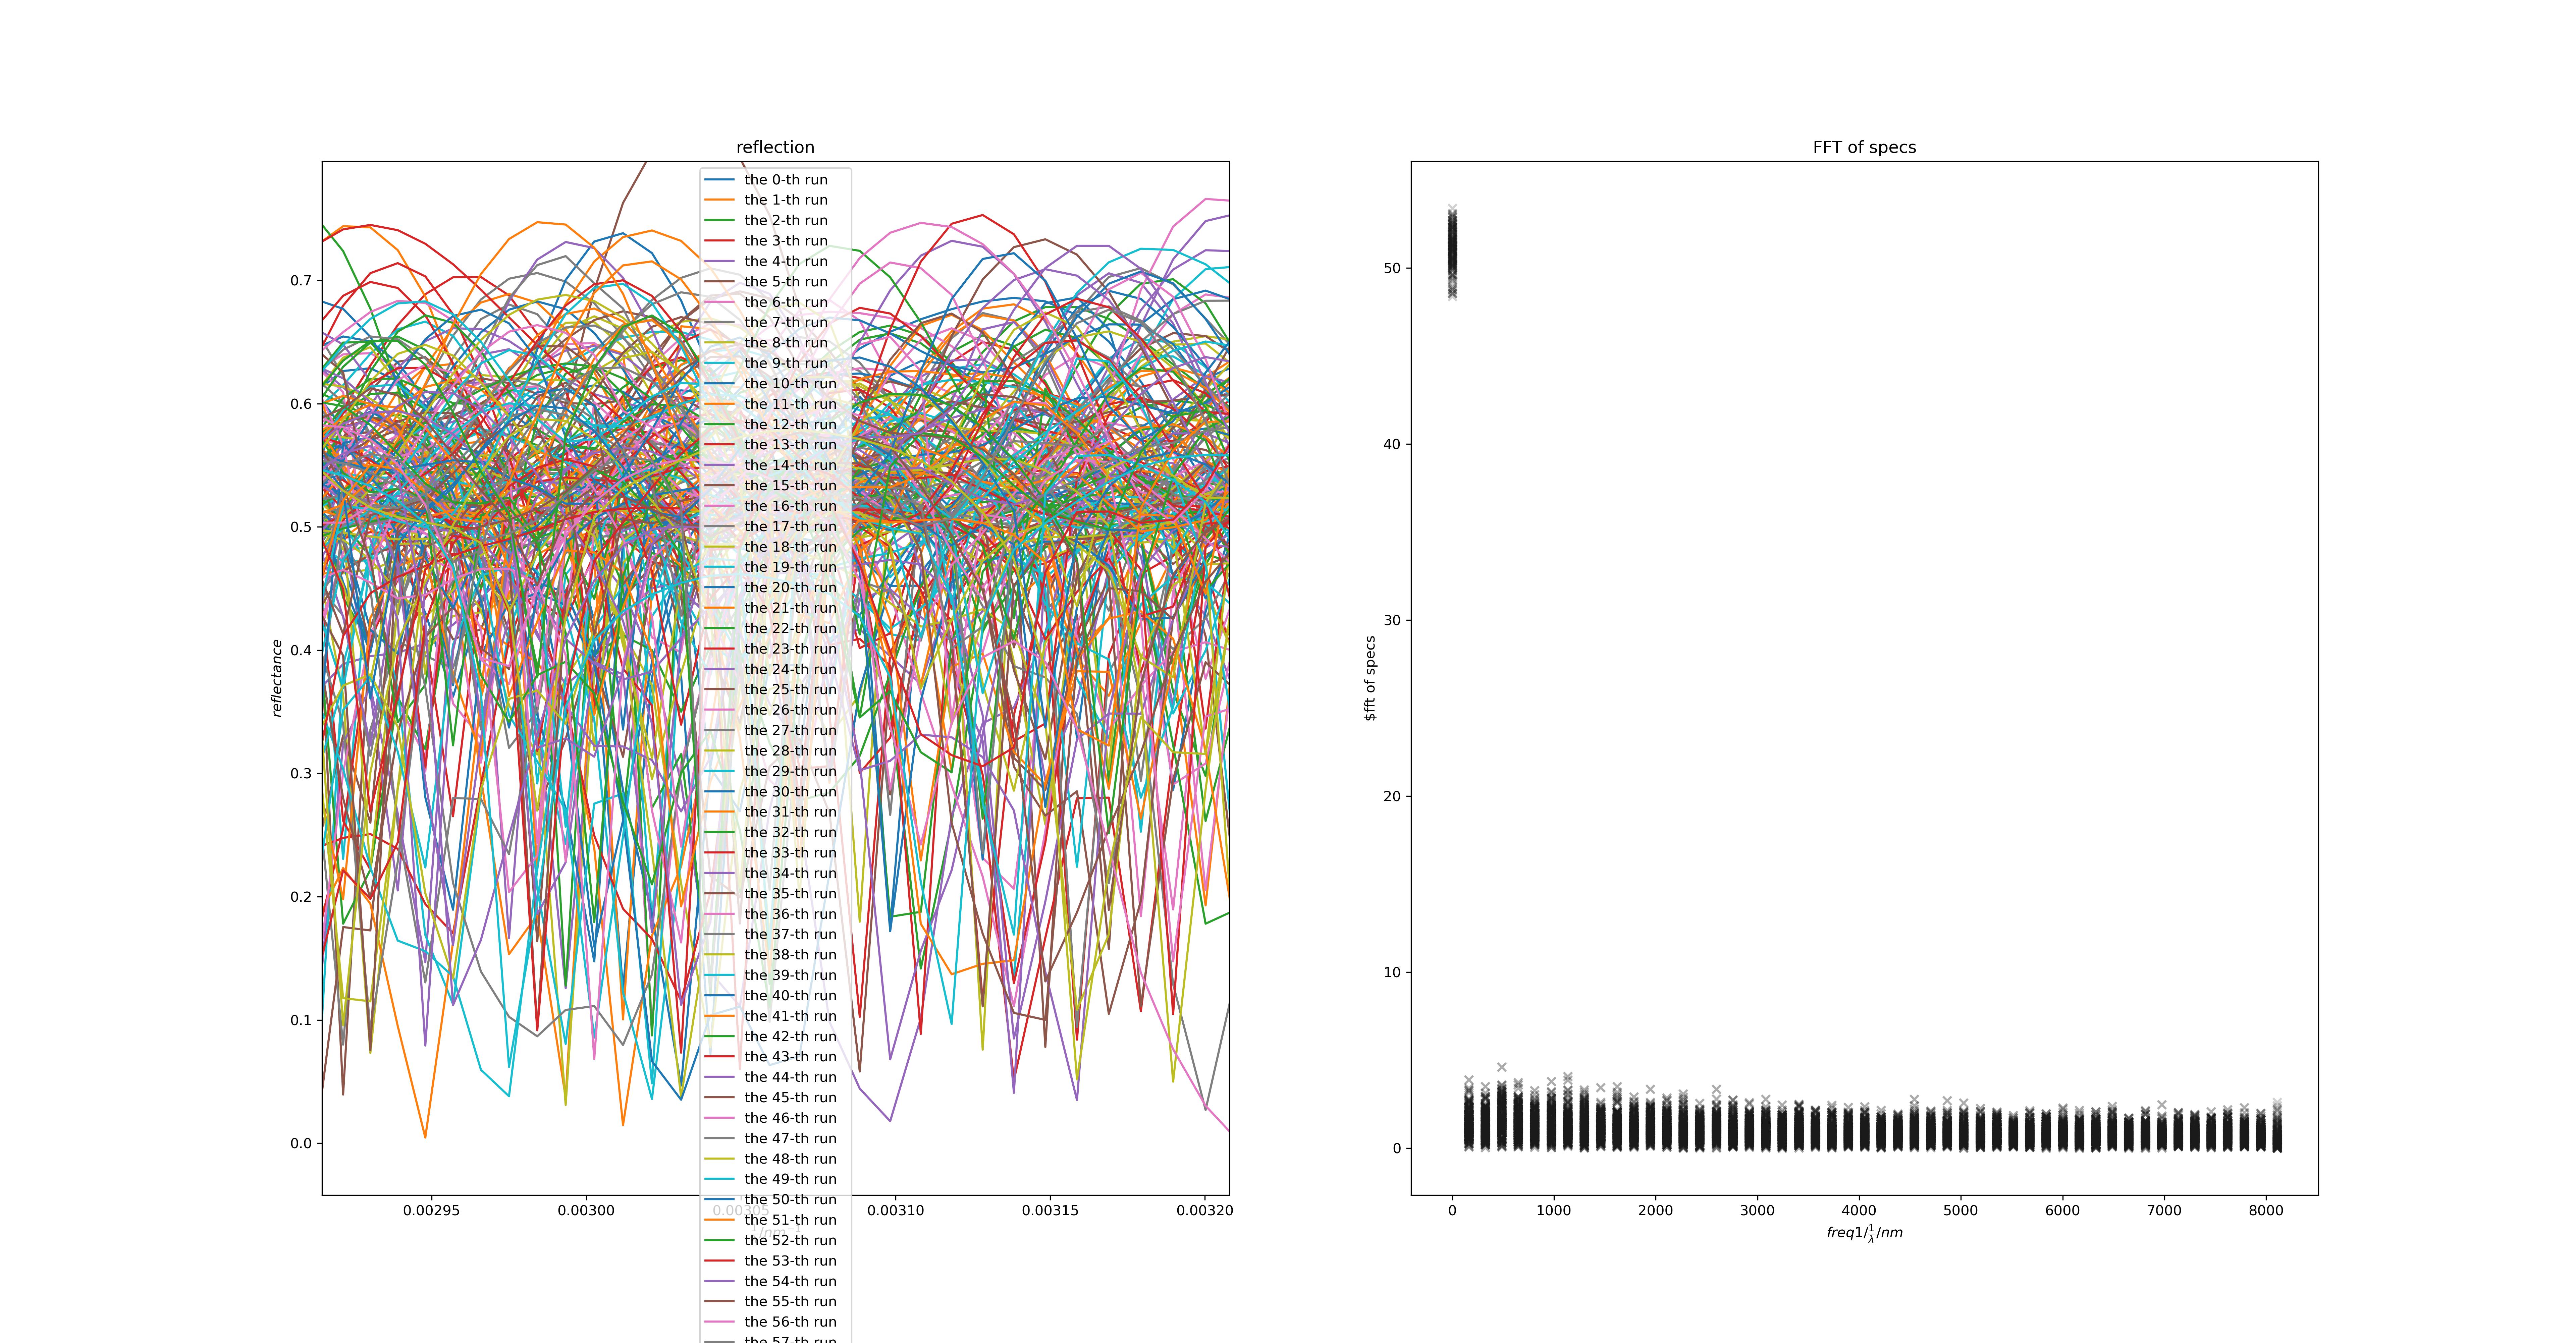 reflection
reflectance
0.7
0.6
0.5
0.4
0.3
0.2
0.1
0.0
0.00295
0.00300
0.00305
0.00310
0.00315
0.00320
the 0-th run
the 1-th run
the 2-th run
the 3-th run
the 4-th run
the 5-th run
the 6-th run
the 7-th run
the 8-th run
the 9-th run
the 10-th run
the 11-th run
the 12-th run
the 13-th run
the 14-th run
the 15-th run
the 16-th run
the 17-th run
the 18-th run
the 19-th run
the 20-th run
the 21-th run
the 22-th run
the 23-th run
the 24-th run
the 25-th run
the 26-th run
the 27-th run
the 28-th run
the 29-th run
the 30-th run
the 31-th run
the 32-th run
the 33-th run
the 34-th run
the 35-th run
the 36-th run
the 37-th run
the 38-th run
the 39-th run
the 40-th run
the 41-th run
the 42-th run
the 43-th run
the 44-th run
the 45-th run
the 46-th run
the 47-th run
the 48-th run
the 49-th run
the 50-th run
the 51-th run
the 52-th run
the 53-th run
the 54-th run
the 55-th run
the 56-th run
the 57-th run
FFT of specs
$fft of specs
50
40
30
20
10
0
0
1000
2000
3000
4000
5000
6000
7000
8000
freq1/1/λ/nm